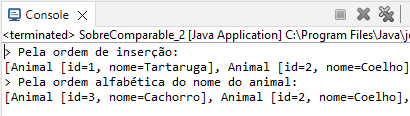 Console
<terminated> SobreComparable_2 [Java Application] C:\Program Files\Java\j
> Pela ordem de inserção:
[Animal [id=1, nome=Tartaruga], Animal [id=2, nome=Coelho]
> Pela ordem alfabética do nome do animal:
[Animal [id=3, nome=Cachorro], Animal [id=2, nome=Coelho],